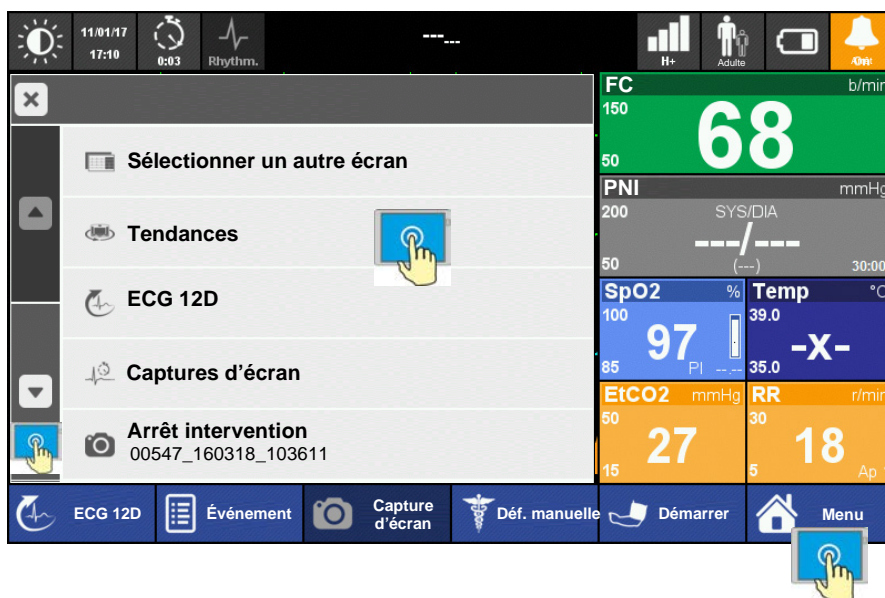 11/01/17
17:10
0:03
Rhythm.
---
---
H+
Adulte
Sélectionner un autre écran
Tendances
ECG 12D
Captures d’écran
Arrêt intervention
00547_160318_103611
FC b/min
150
50
68
PNI mmHg
200
50
SYS/DIA
---/---
(---)
30:00
SpO2 %
100
85
97
PI --.--
Temp °C
39.0
35.0
-X-
EtCO2 mmHg
50
15
27
RR r/min
30
5
18
Ap
ECG 12D
Événement
Capture
d’écran
Déf. manuelle
Démarrer
Menu